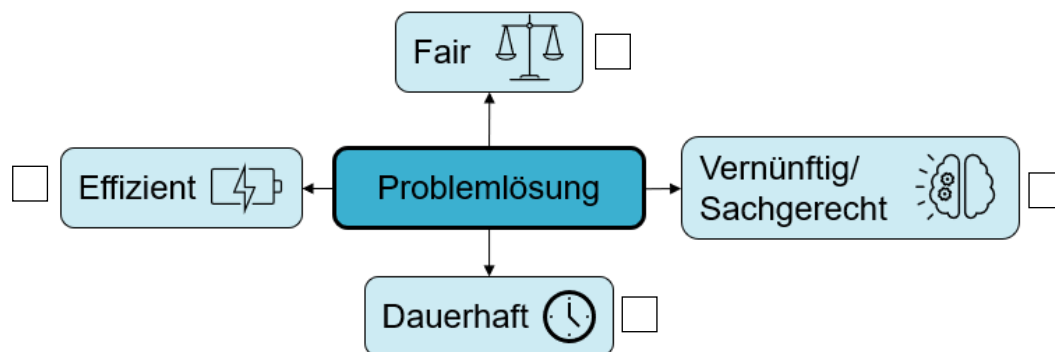 Fair
Effizient
Problemlösung
Vernünftig/
Sachgerecht
Dauerhaft